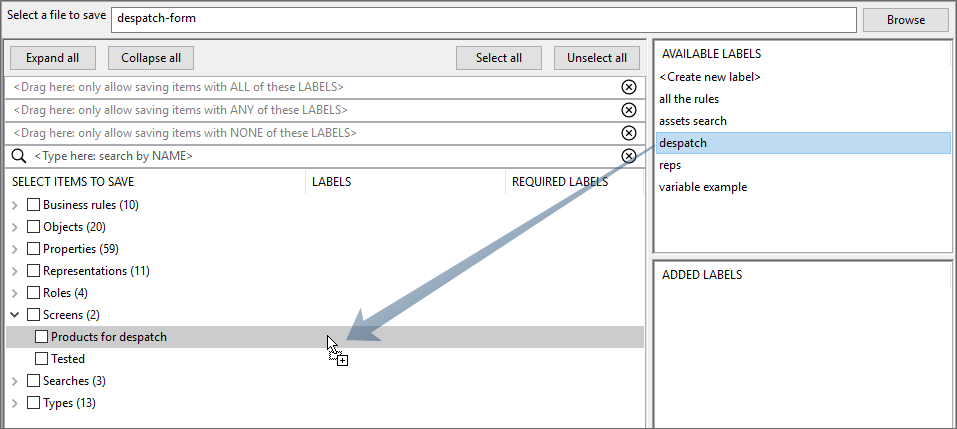 Select a file to save despatch-form Browse
Expand all Collapse all Select all Unselect all
<Drag here: only allow saving items with ALL of these LABELS>
<Drag here: only allow saving items with ANY of these LABELS>
<Drag here: only allow saving items with NONE of these LABELS>
<Type here: search by NAME>
SELECT ITEMS TO SAVE LABELS REQUIRED LABELS
Business rules (10)
Objects (20)
Properties (59)
Representations (11)
Roles (4)
Screens (2)
Products for despatch
Tested
Searches (3)
Types (13)
AVAILABLE LABELS
<Create new label>
all the rules
assets search
despatch
reps
variable example
ADDED LABELS